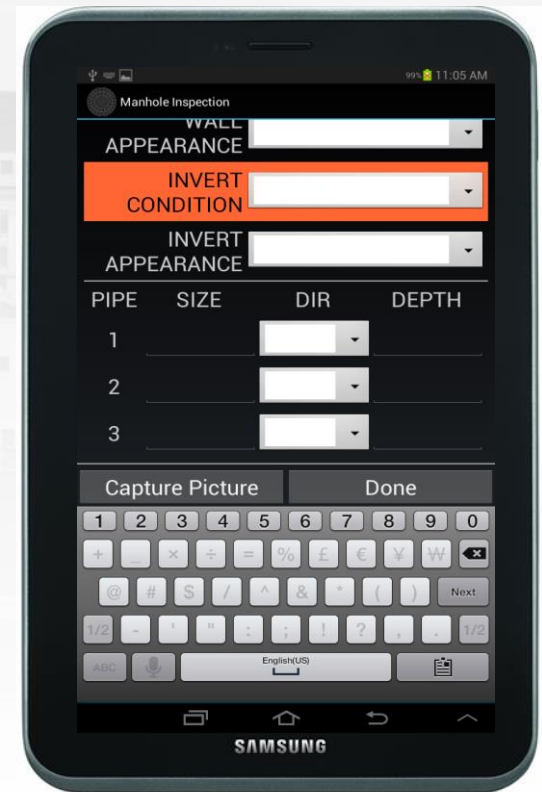 99% 11:05 AM
Manhole Inspection
WALL
APPEARANCE
INVERT
CONDITION
INVERT
APPEARANCE
PIPE SIZE DIR DEPTH
1
2
3
Capture Picture Done
1 2 3 4 5 6 7 8 9 0
+ _ × ÷ = % £ € ¥ ₩
@ # $ / ^ & * ( ) Next
1/2 - ' " : ; ! ? , . 1/2
ABC English(US)
SAMSUNG